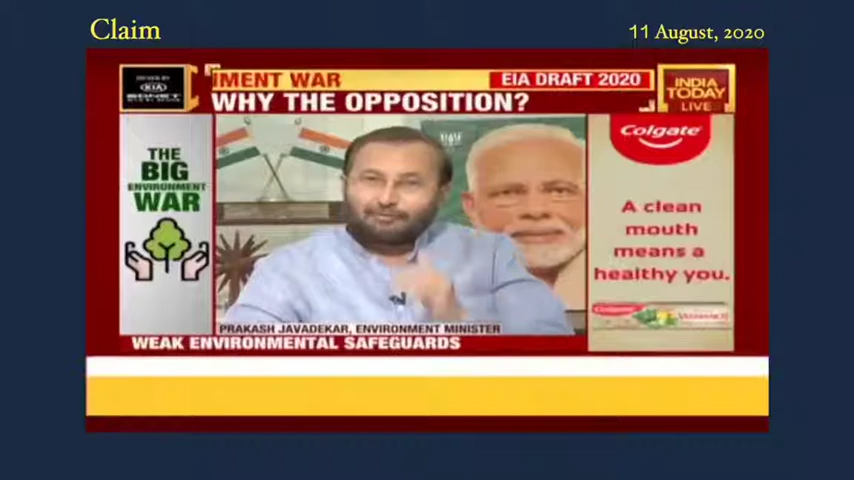 Claim
11 August, 2020
KIA
IMENT WAR
EIA DRAFT 2020
INDIA
TODAY
LIVE
WHY THE OPPOSITION?
THE
BIG
ENVIRONMENT
WAR
Colgate
A clean
mouth
means a
healthy you.
Colgate
PRAKASH JAVADEKAR, ENVIRONMENT MINISTER
WEAK ENVIRONMENTAL SAFEGUARDS